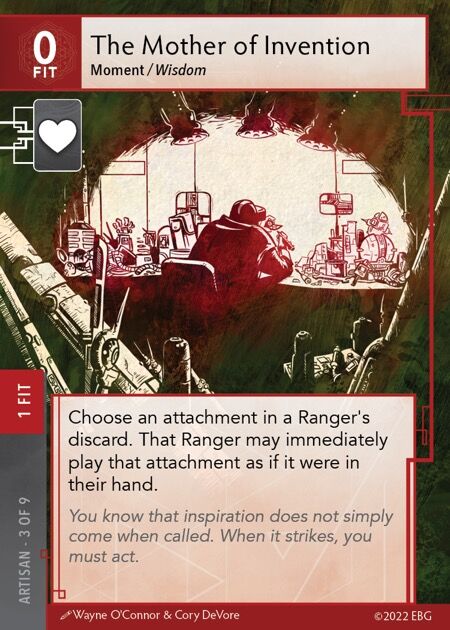 0
FIT
The Mother of Invention
Moment / Wisdom
1 FIT
Choose an attachment in a Ranger's
discard. That Ranger may immediately
play that attachment as if it were in
their hand.
You know that inspiration does not simply
come when called. When it strikes, you
must act.
ARTISAN - 3 OF 9
Wayne O'Connor & Cory DeVore
©2022 EBG